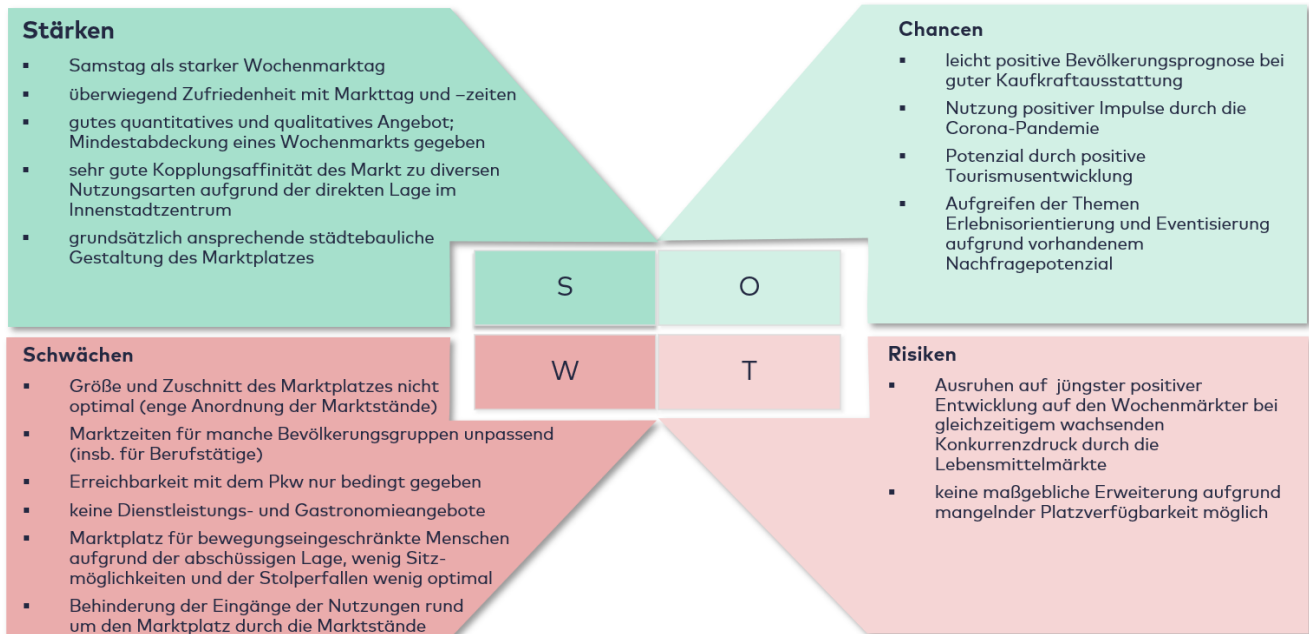 Stärken
▪ Samstag als starker Wochenmarktag
▪ überwiegend Zufriedenheit mit Markttag und –zeiten
▪ gutes quantitatives und qualitatives Angebot;
Mindestabdeckung eines Wochenmarkts gegeben
▪ sehr gute Kopplungsaffinität des Markt zu diversen
Nutzungsarten aufgrund der direkten Lage im
Innenstadtzentrum
▪ grundsätzlich ansprechende städtebauliche
Gestaltung des Marktplatzes
Chancen
▪ leicht positive Bevölkerungsprognose bei
guter Kaufkraftausstattung
▪ Nutzung positiver Impulse durch die
Corona-Pandemie
▪ Potenzial durch positive
Tourismusentwicklung
▪ Aufgreifen der Themen
Erlebnisorientierung und Eventisierung
aufgrund vorhandenem
Nachfragepotenzial
S
O
W
T
Schwächen
▪ Größe und Zuschnitt des Marktplatzes nicht
optimal (enge Anordnung der Marktstände)
▪ Marktzeiten für manche Bevölkerungsgruppen unpassend
(insb. für Berufstätige)
▪ Erreichbarkeit mit dem Pkw nur bedingt gegeben
▪ keine Dienstleistungs- und Gastronomieangebote
▪ Marktplatz für bewegungseingeschränkte Menschen
aufgrund der abschüssigen Lage, wenig Sitz-
möglichkeiten und der Stolperfallen wenig optimal
▪ Behinderung der Eingänge der Nutzungen rund
um den Marktplatz durch die Marktstände
Risiken
▪ Ausruhen auf jüngster positiver
Entwicklung auf den Wochenmärkter bei
gleichzeitigem wachsenden
Konkurrenzdruck durch die
Lebensmittelmärkte
▪ keine maßgebliche Erweiterung aufgrund
mangelnder Platzverfügbarkeit möglich